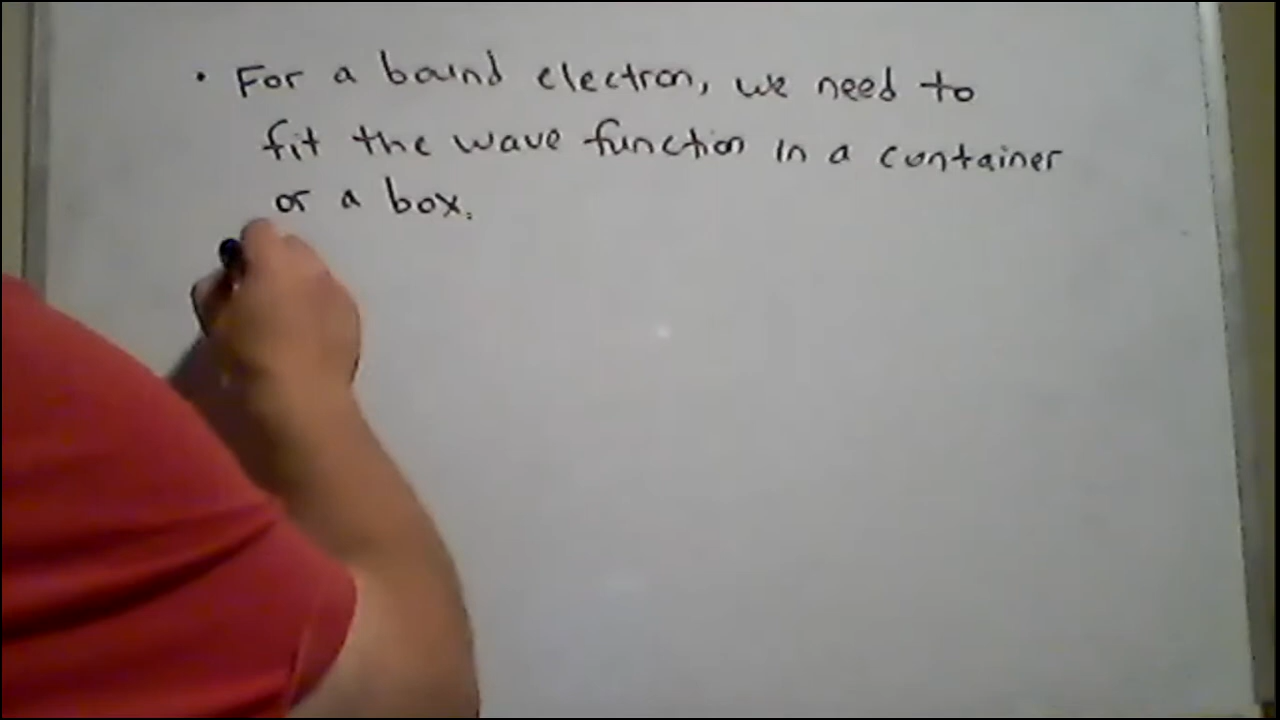 • For a bound electron, we need to
fit the wave function in a container
or a box.